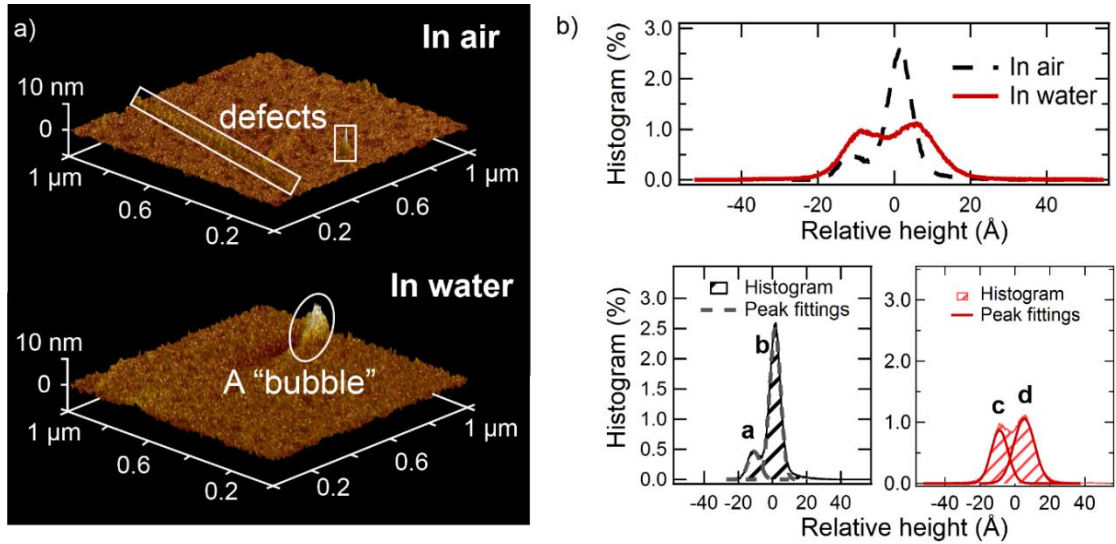 a)
In air
10 nm
0
defects
1 µm
0.6
0.2
0.2
0.6
1 µm
In water
10 nm
0
A “bubble”
1 µm
0.6
0.2
0.2
0.6
1 µm
b)
Histogram (%)
3.0
2.0
1.0
0.0
In air
In water
-40 -20 0 20 40
Relative height (Å)
Histogram (%)
3.0
2.5
2.0
1.5
1.0
0.5
0.0
Histogram
Peak fittings
a
b
-40 -20 0 20 40
Relative height (Å)
3.0
2.0
1.0
0.0
Histogram
Peak fittings
c d
-40 -20 0 20 40
Relative height (Å)